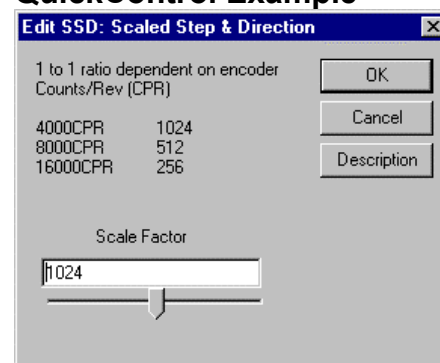 QuickControl Example
Edit SSD: Scaled Step & Direction
1 to 1 ratio dependent on encoder
Counts/Rev (CPR)
4000CPR 1024
8000CPR 512
16000CPR 256
OK
Cancel
Description
Scale Factor
1024